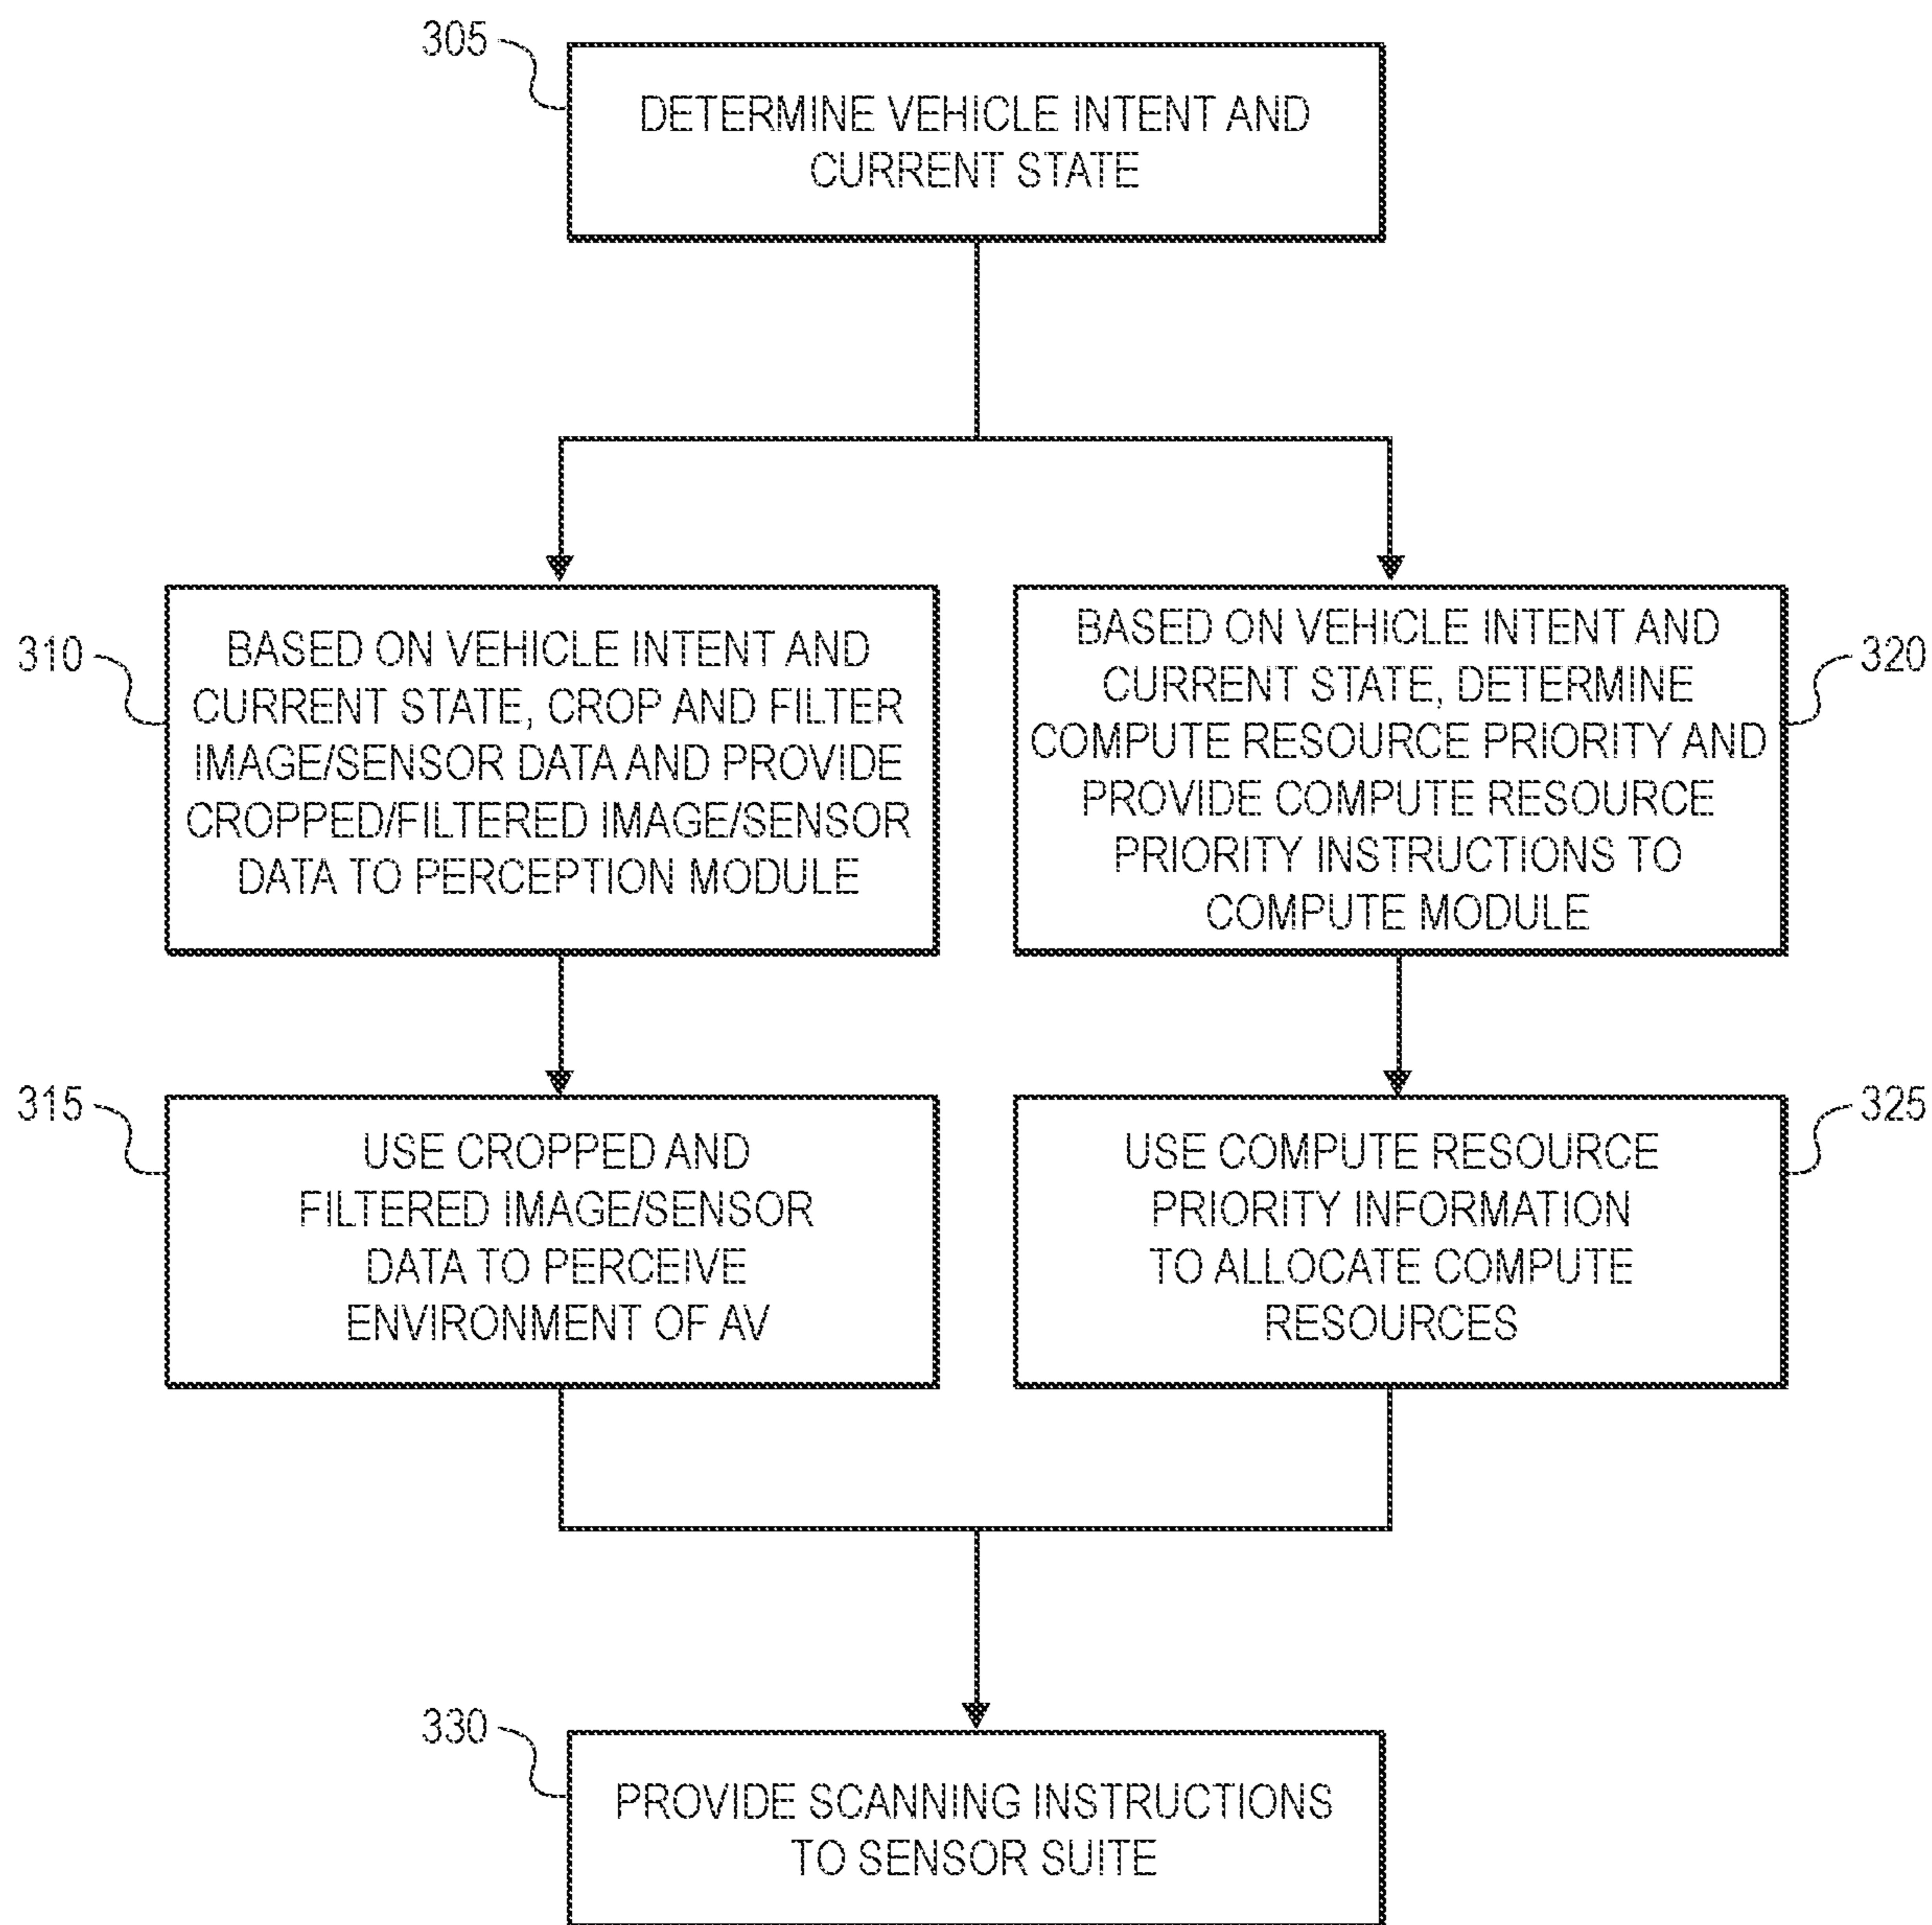 305
DETERMINE VEHICLE INTENT AND
CURRENT STATE
310
BASED ON VEHICLE INTENT AND
CURRENT STATE, CROP AND FILTER
IMAGE/SENSOR DATA AND PROVIDE
CROPPED/FILTERED IMAGE/SENSOR
DATA TO PERCEPTION MODULE
BASED ON VEHICLE INTENT AND
CURRENT STATE, DETERMINE
COMPUTE RESOURCE PRIORITY AND
PROVIDE COMPUTE RESOURCE
PRIORITY INSTRUCTIONS TO
COMPUTE MODULE
320
315
USE CROPPED AND
FILTERED IMAGE/SENSOR
DATA TO PERCEIVE
ENVIRONMENT OF AV
USE COMPUTE RESOURCE
PRIORITY INFORMATION
TO ALLOCATE COMPUTE
RESOURCES
325
330
PROVIDE SCANNING INSTRUCTIONS
TO SENSOR SUITE